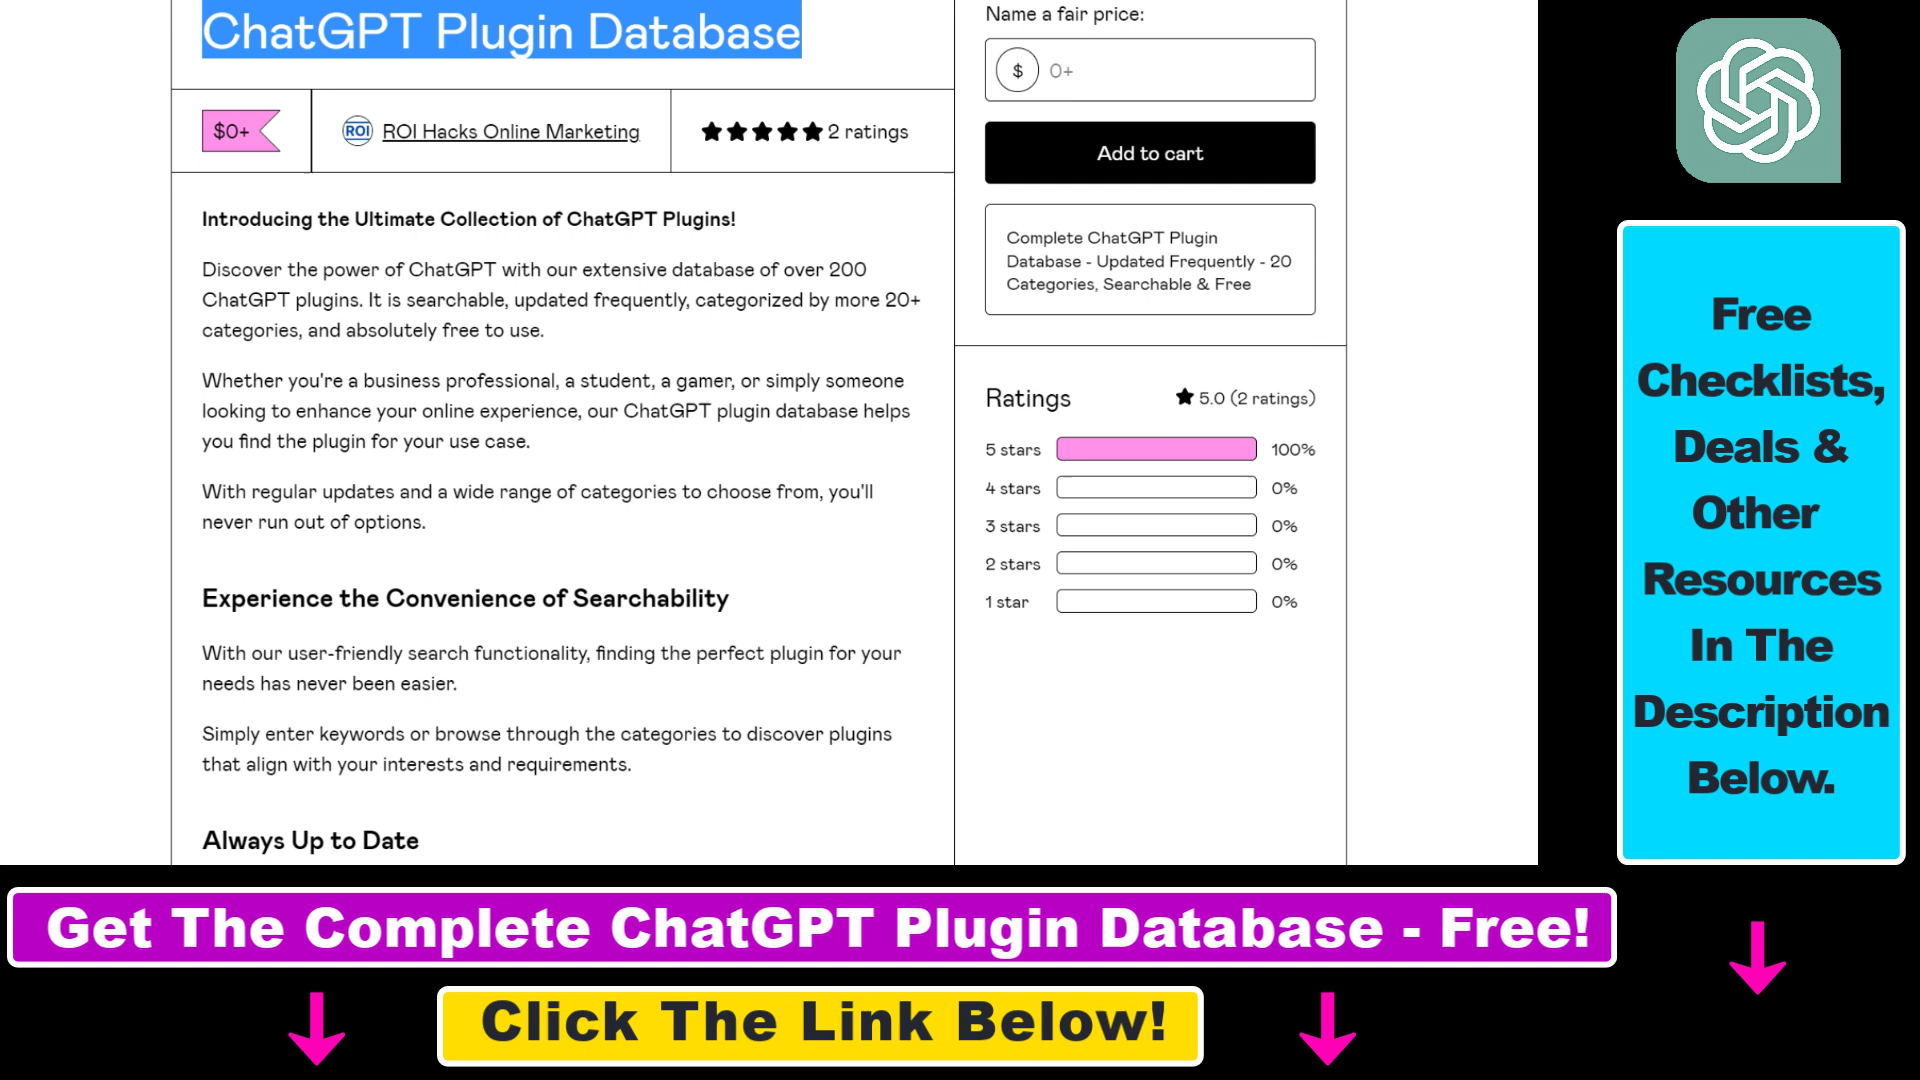 ChatGPT Plugin Database
$0+
ROI
ROI Hacks Online Marketing
2 ratings
Introducing the Ultimate Collection of ChatGPT Plugins!
Discover the power of ChatGPT with our extensive database of over 200
ChatGPT plugins. It is searchable, updated frequently, categorized by more 20+
categories, and absolutely free to use.
Whether you're a business professional, a student, a gamer, or simply someone
looking to enhance your online experience, our ChatGPT plugin database helps
you find the plugin for your use case.
With regular updates and a wide range of categories to choose from, you'll
never run out of options.
Experience the Convenience of Searchability
With our user-friendly search functionality, finding the perfect plugin for your
needs has never been easier.
Simply enter keywords or browse through the categories to discover plugins
that align with your interests and requirements.
Always Up to Date
Name a fair price:
$ 0+
Add to cart
Complete ChatGPT Plugin
Database - Updated Frequently - 20
Categories, Searchable & Free
Ratings
5.0 (2 ratings)
5 stars 100%
4 stars 0%
3 stars 0%
2 stars 0%
1 star 0%
Free
Checklists,
Deals &
Other
Resources
In The
Description
Below.
Get The Complete ChatGPT Plugin Database - Free!
Click The Link Below!